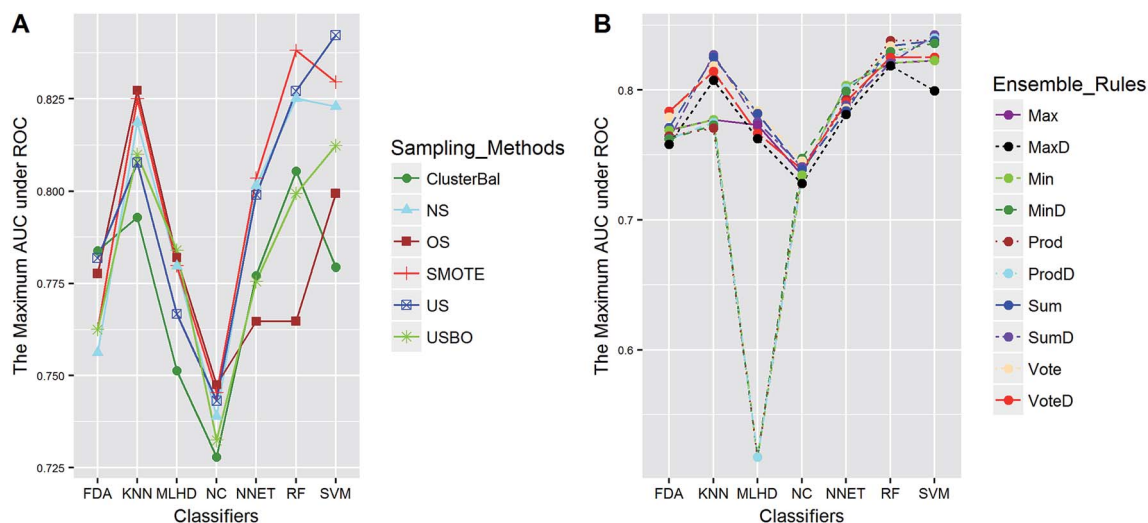 A
The Maximum AUC under ROC
0.825
0.800
0.775
0.750
0.725
FDA KNN MLHD NC NNET RF SVM
Classifiers
Sampling_Methods
ClusterBal
NS
OS
SMOTE
US
USBO
B
The Maximum AUC under ROC
0.8
0.7
0.6
FDA KNN MLHD NC NNET RF SVM
Classifiers
Ensemble_Rules
Max
MaxD
Min
MinD
Prod
ProdD
Sum
SumD
Vote
VoteD